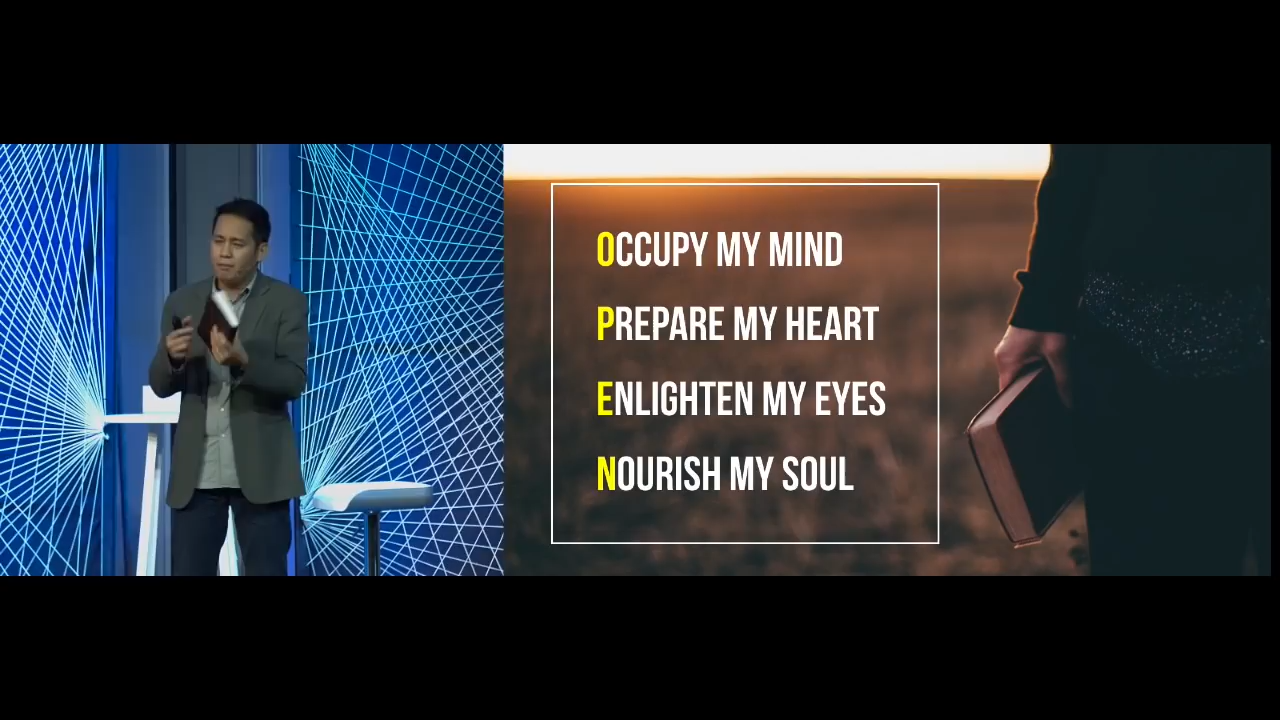 OCCUPY MY MIND
PREPARE MY HEART
ENLIGHTEN MY EYES
NOURISH MY SOUL